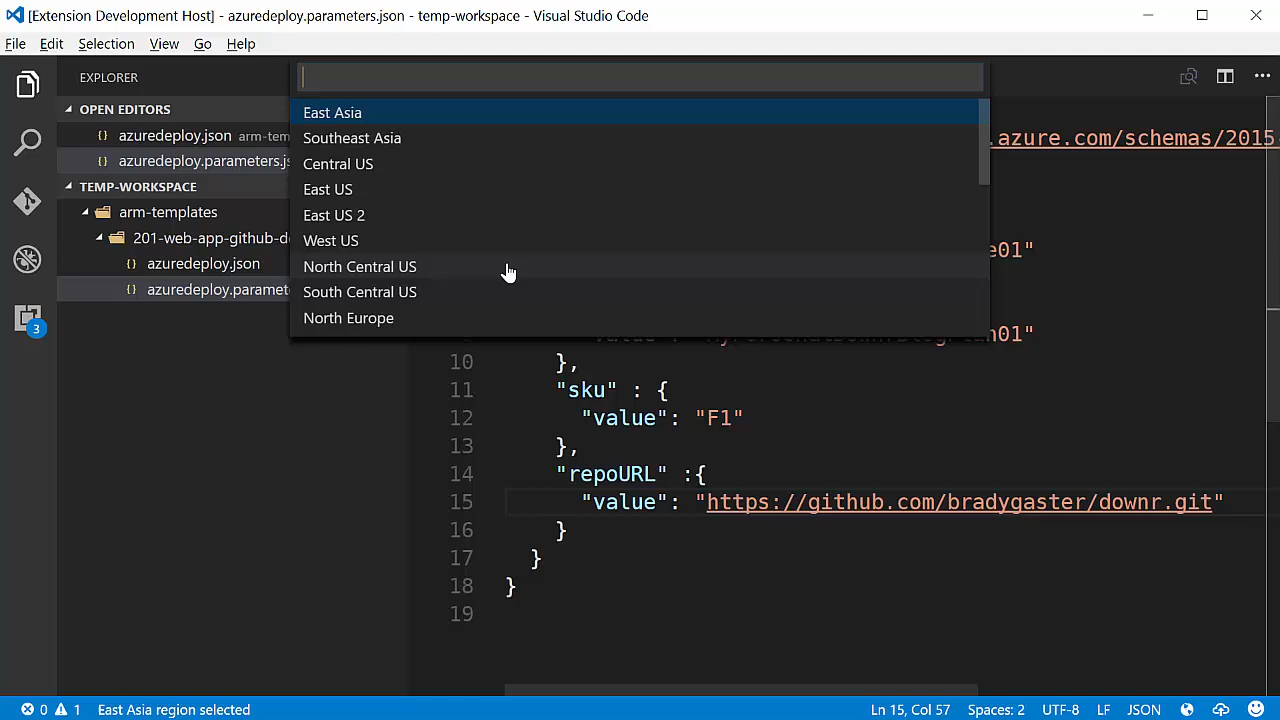 [Extension Development Host] - azuredeploy.parameters.json - temp-workspace - Visual Studio Code
File Edit Selection View Go Help
EXPLORER
OPEN EDITORS
{} azuredeploy.json arm-tem
{} azuredeploy.parameters.js
TEMP-WORKSPACE
arm-templates
201-web-app-github-de
{} azuredeploy.json
{} azuredeploy.paramet
3
East Asia
Southeast Asia
Central US
East US
East US 2
West US
North Central US
South Central US
North Europe
.azure.com/schemas/2015-
e01"
01"
10 },
11 "sku" : {
12 "value": "F1"
13 },
14 "repoURL" :{
15 "value": "https://github.com/bradygaster/downr.git"
16 }
17 }
18 }
19
0 1 East Asia region selected Ln 15, Col 57 Spaces: 2 UTF-8 LF JSON